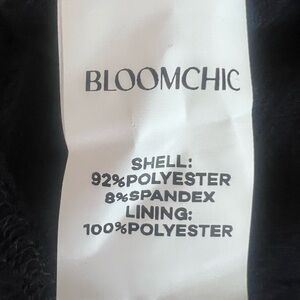 BLOOMCHIC
SHELL:
92%POLYESTER
8%SPANDEX
LINING:
100%POLYESTER